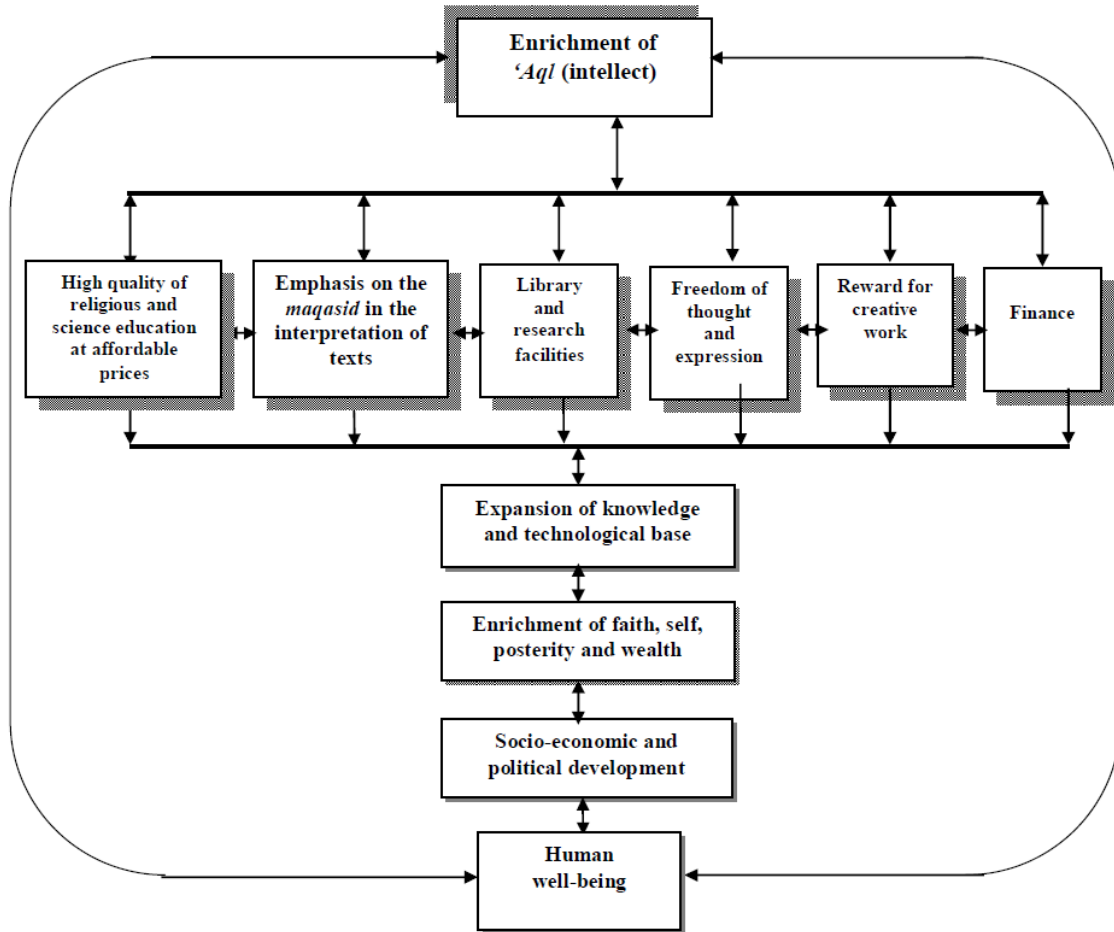 Enrichment of
‘Aql (intellect)
High quality of
religious and
science education
at affordable
prices
Emphasis on the
maqasid in the
interpretation of
texts
Library
and
research
facilities
Freedom of
thought
and
expression
Reward for
creative
work
Finance
Expansion of knowledge
and technological base
Enrichment of faith, self,
posterity and wealth
Socio-economic and
political development
Human
well-being